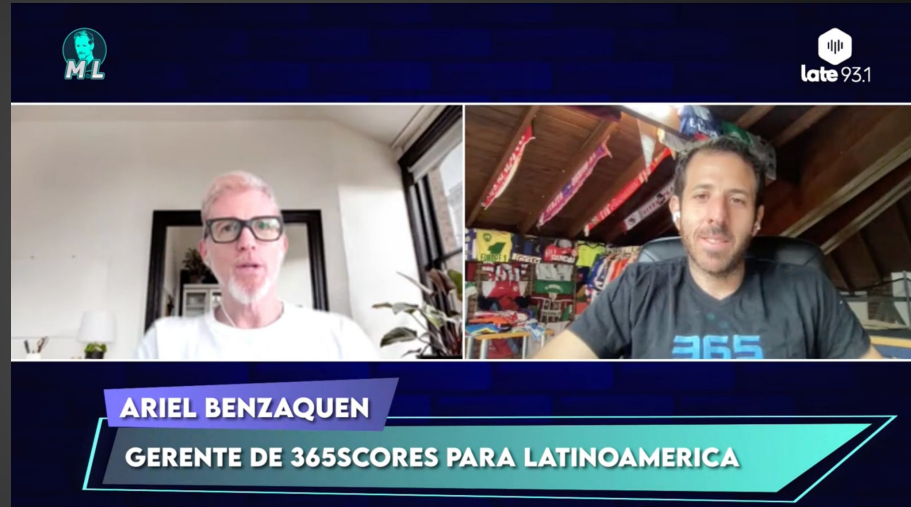 M L
late 93.1
365
ARIEL BENZAQUEN
GERENTE DE 365SCORES PARA LATINOAMERICA